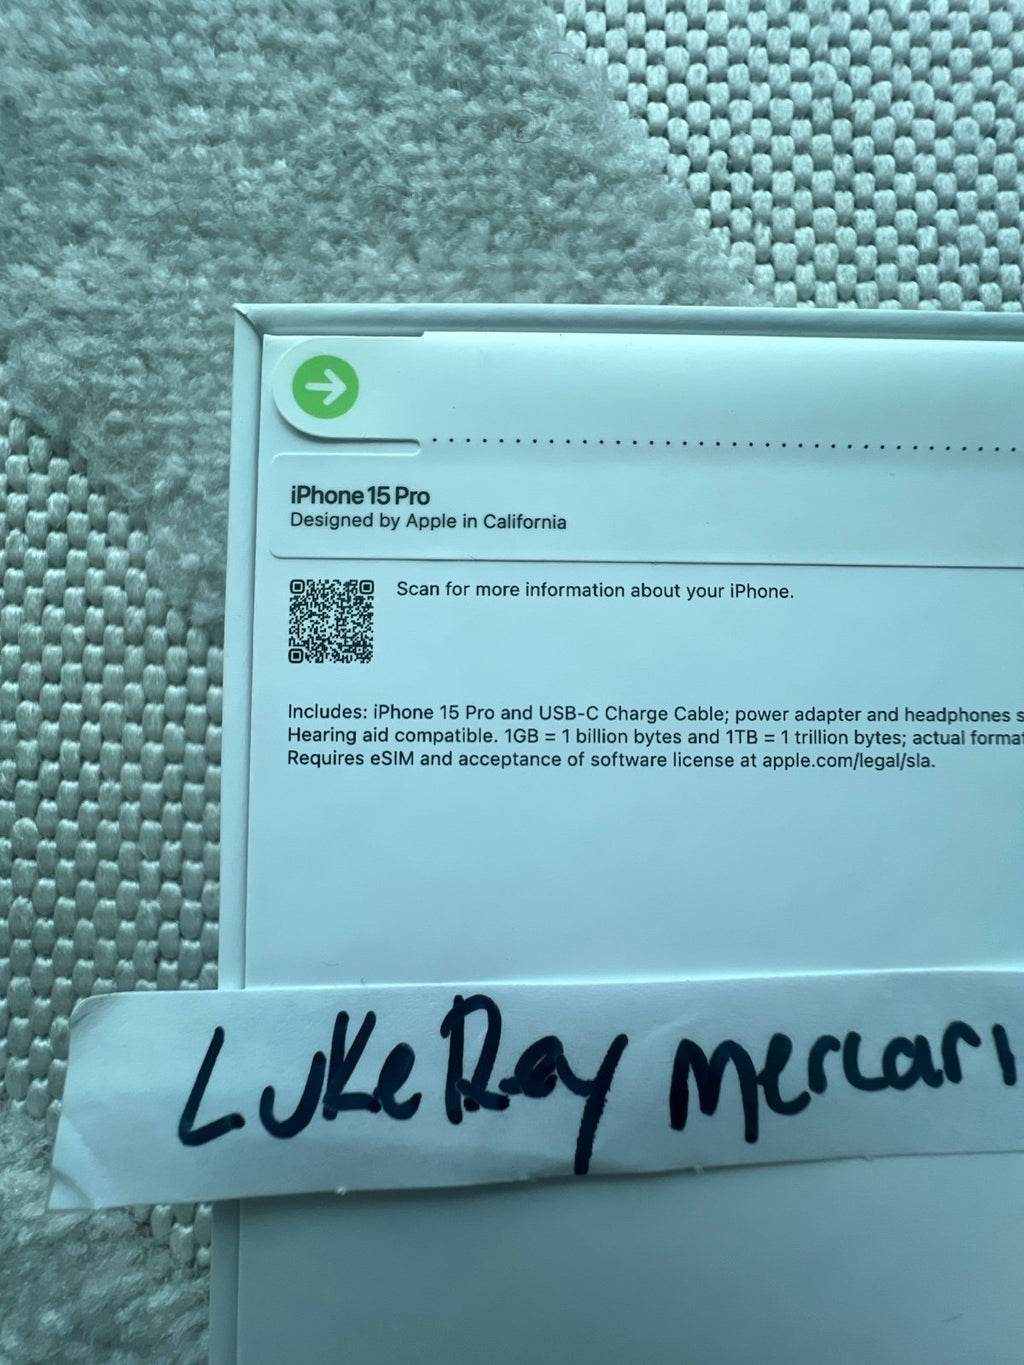 iPhone 15 Pro
Designed by Apple in California
Scan for more information about your iPhone.
Includes: iPhone 15 Pro and USB-C Charge Cable; power adapter and headphones s
Hearing aid compatible. 1GB = 1 billion bytes and 1TB = 1 trillion bytes; actual format
Requires eSIM and acceptance of software license at apple.com/legal/sla.
LukeRay mercari